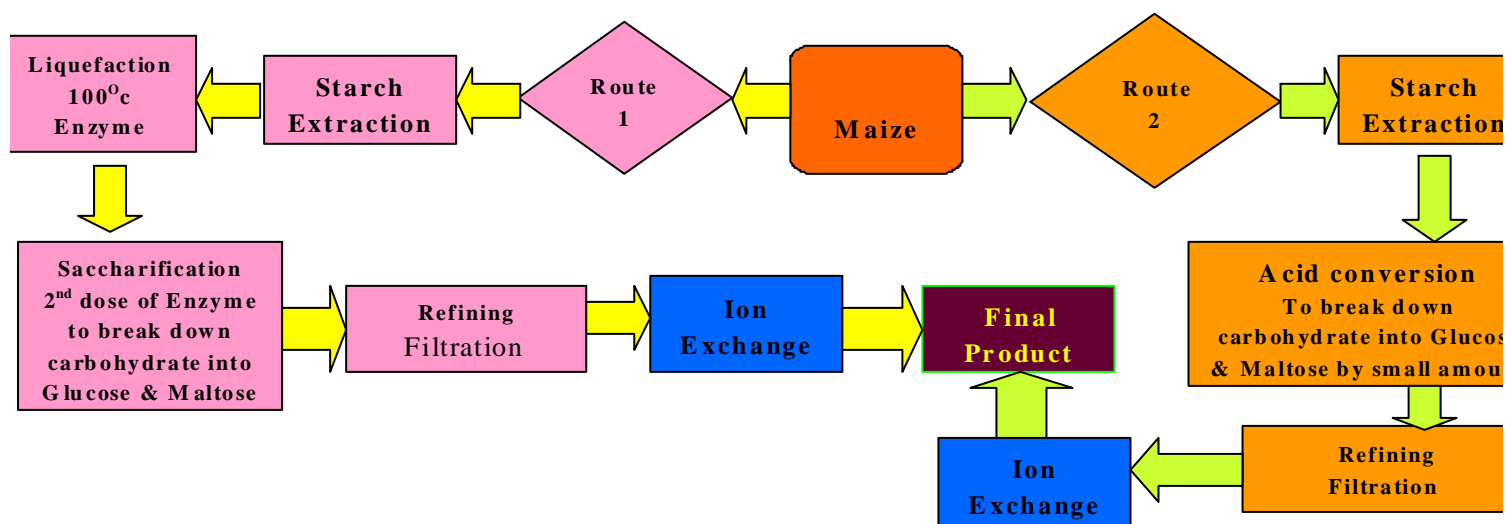 Maize
Route
1
Starch
Extraction
Liquefaction
100ᴼc
Enzyme
Saccharification
2ⁿᵈ dose of Enzyme
to break down
carbohydrate into
Glucose & Maltose
Refining
Filtration
Ion
Exchange
Final
Product
Route
2
Starch
Extraction
Acid conversion
To break down
carbohydrate into Glucos
& Maltose by small amou
Refining
Filtration
Ion
Exchange